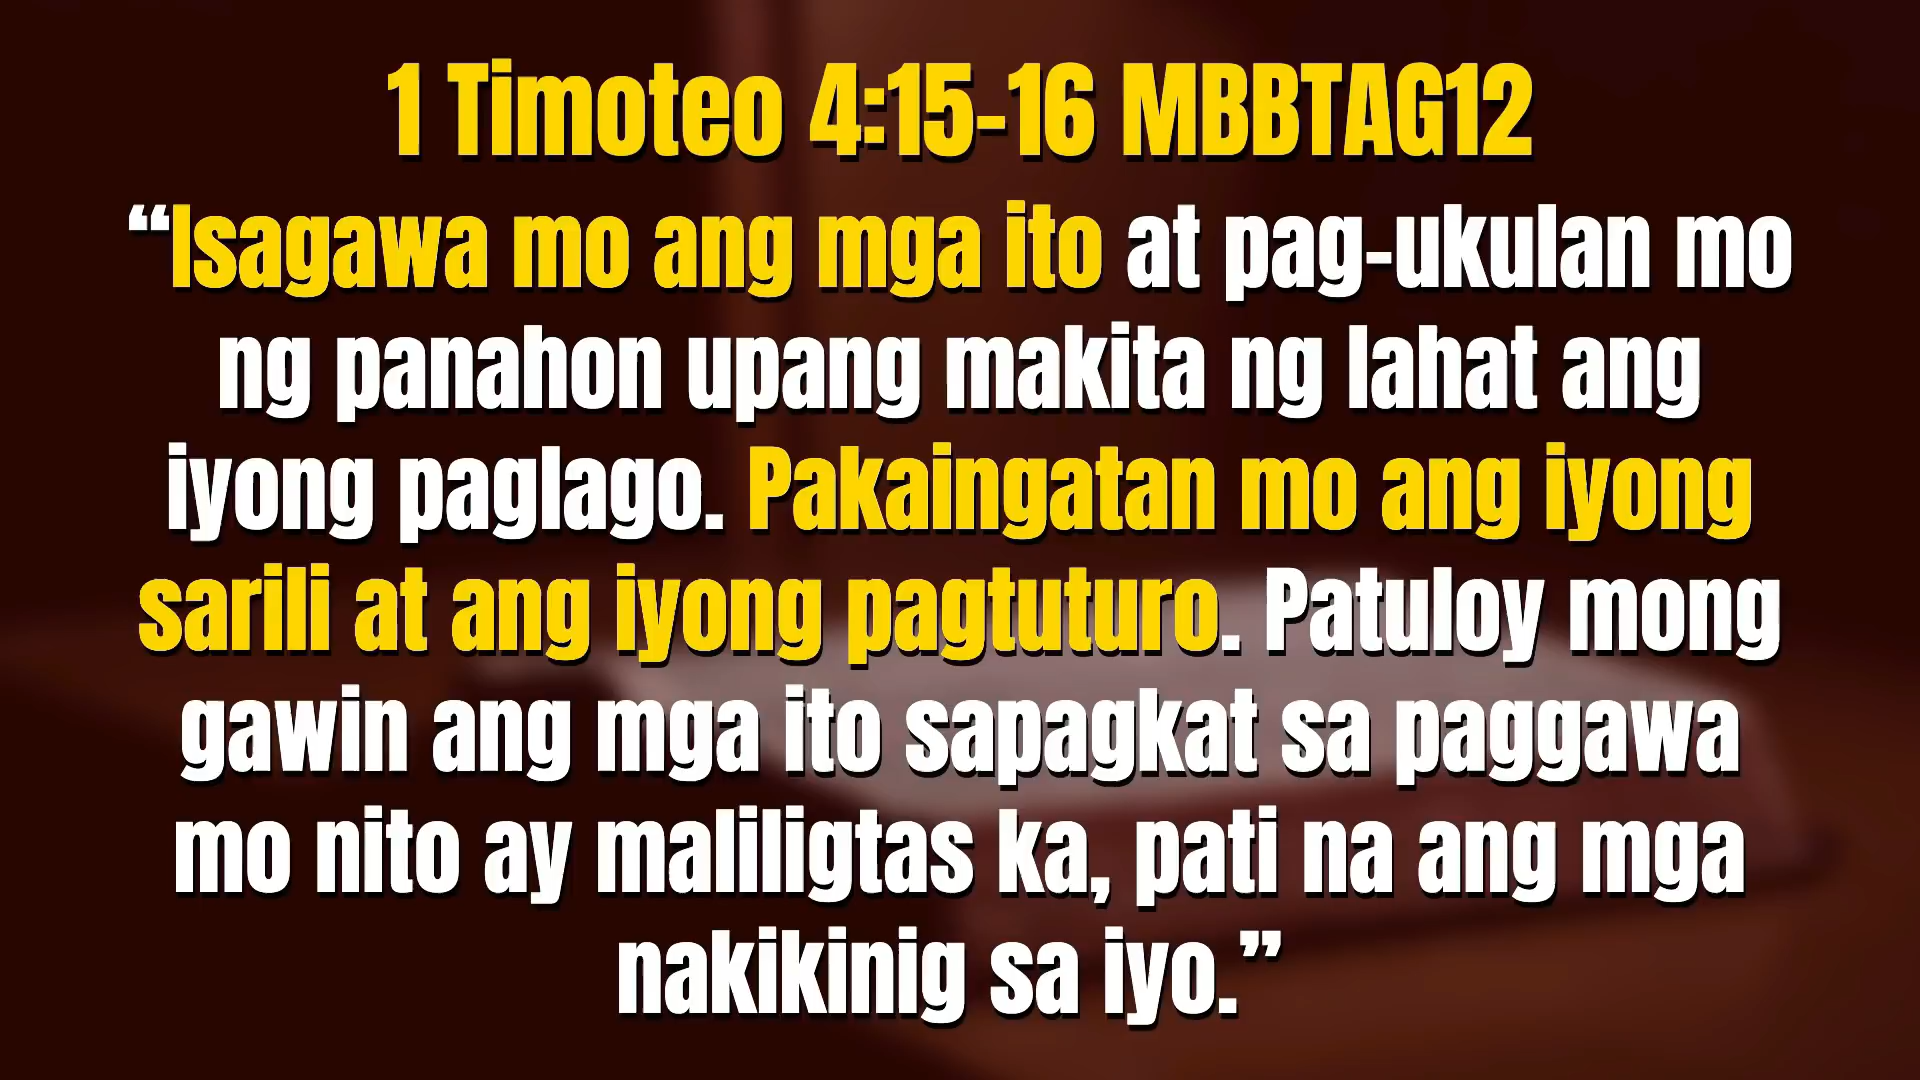 1 Timoteo 4:15-16 MBBTAG12
“Isagawa mo ang mga ito at pag-ukulan mo
ng panahon upang makita ng lahat ang
iyong paglago. Pakaingatan mo ang iyong
sarili at ang iyong pagtuturo. Patuloy mong
gawin ang mga ito sapagkat sa paggawa
mo nito ay maliligtas ka, pati na ang mga
nakikinig sa iyo.”